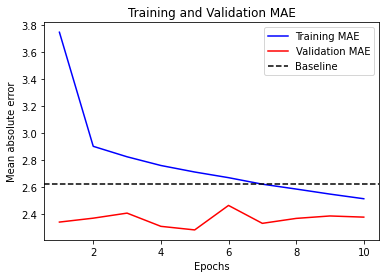 Training and Validation MAE
Training MAE
Validation MAE
Baseline
Mean absolute error
3.8
3.6
3.4
3.2
3.0
2.8
2.6
2.4
2
4
6
8
10
Epochs